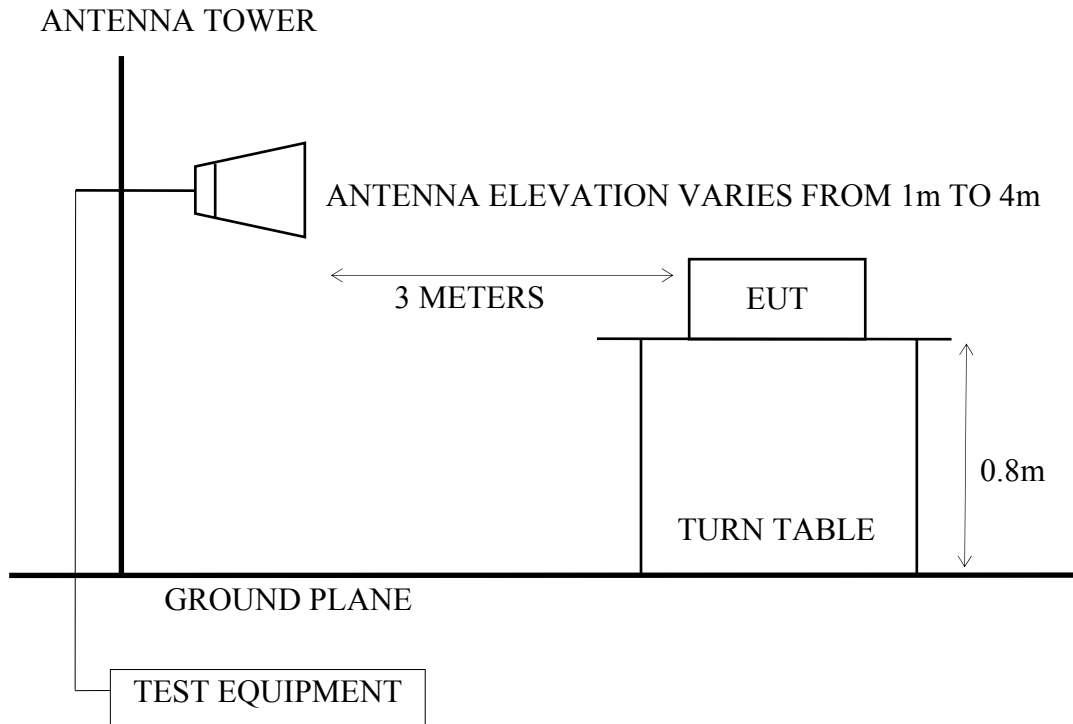 ANTENNA TOWER
ANTENNA ELEVATION VARIES FROM 1m TO 4m
3 METERS
EUT
0.8m
TURN TABLE
GROUND PLANE
TEST EQUIPMENT